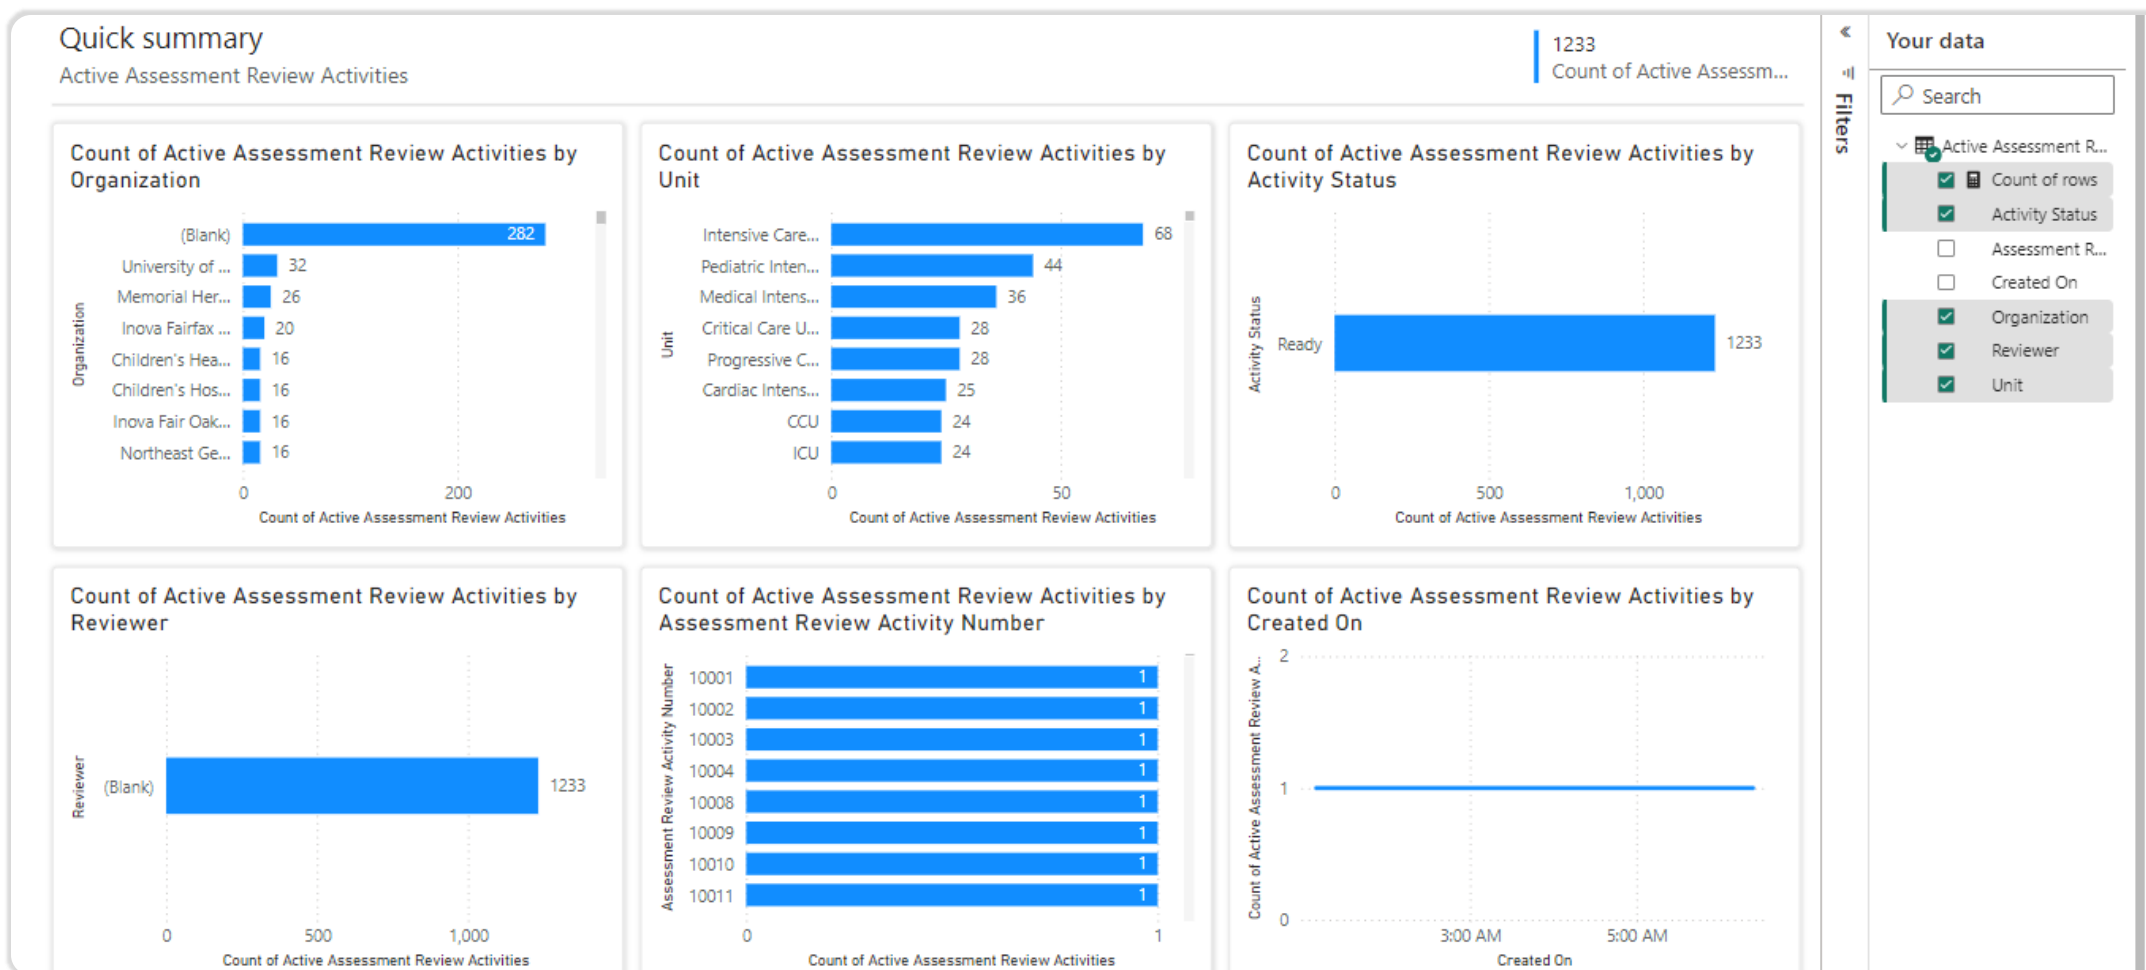 Quick summary
Active Assessment Review Activities
1233
Count of Active Assessm...
Count of Active Assessment Review Activities by
Organization
Organization
(Blank) 282
University of ... 32
Memorial Her... 26
Inova Fairfax ... 20
Children's Hea... 16
Children's Hos... 16
Inova Fair Oak... 16
Northeast Ge... 16
0 200
Count of Active Assessment Review Activities
Count of Active Assessment Review Activities by
Unit
Unit
Intensive Care... 68
Pediatric Inten... 44
Medical Intens... 36
Critical Care U... 28
Progressive C... 28
Cardiac Intens... 25
CCU 24
ICU 24
0 50
Count of Active Assessment Review Activities
Count of Active Assessment Review Activities by
Activity Status
Activity Status
Ready 1233
0 500 1,000
Count of Active Assessment Review Activities
Count of Active Assessment Review Activities by
Reviewer
Reviewer
(Blank) 1233
0 500 1,000
Count of Active Assessment Review Activities
Count of Active Assessment Review Activities by
Assessment Review Activity Number
Assessment Review Activity Number
10001 1
10002 1
10003 1
10004 1
10008 1
10009 1
10010 1
10011 1
0 1
Count of Active Assessment Review Activities
Count of Active Assessment Review Activities by
Created On
Count of Active Assessment Review A...
2
1
0
3:00 AM 5:00 AM
Created On
Filters
Your data
Search
Active Assessment R...
Count of rows
Activity Status
Assessment R...
Created On
Organization
Reviewer
Unit